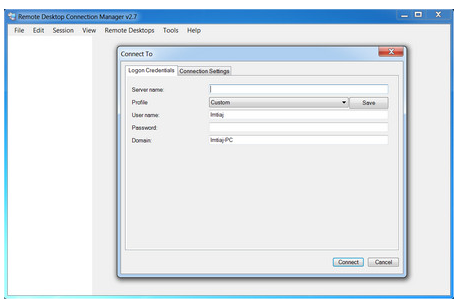 Remote Desktop Connection Manager v2.7
File Edit Session View Remote Desktops Tools Help
Connect To
Logon Credentials Connection Settings
Server name:
Profile Custom Save
User name: Imtiaj
Password:
Domain: Imtiaj-PC
Connect Cancel